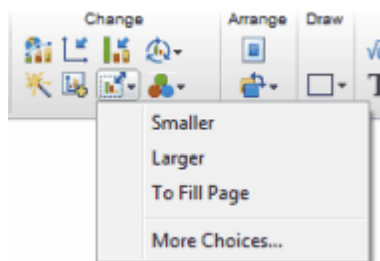 Change Arrange Draw
Smaller
Larger
To Fill Page
More Choices...